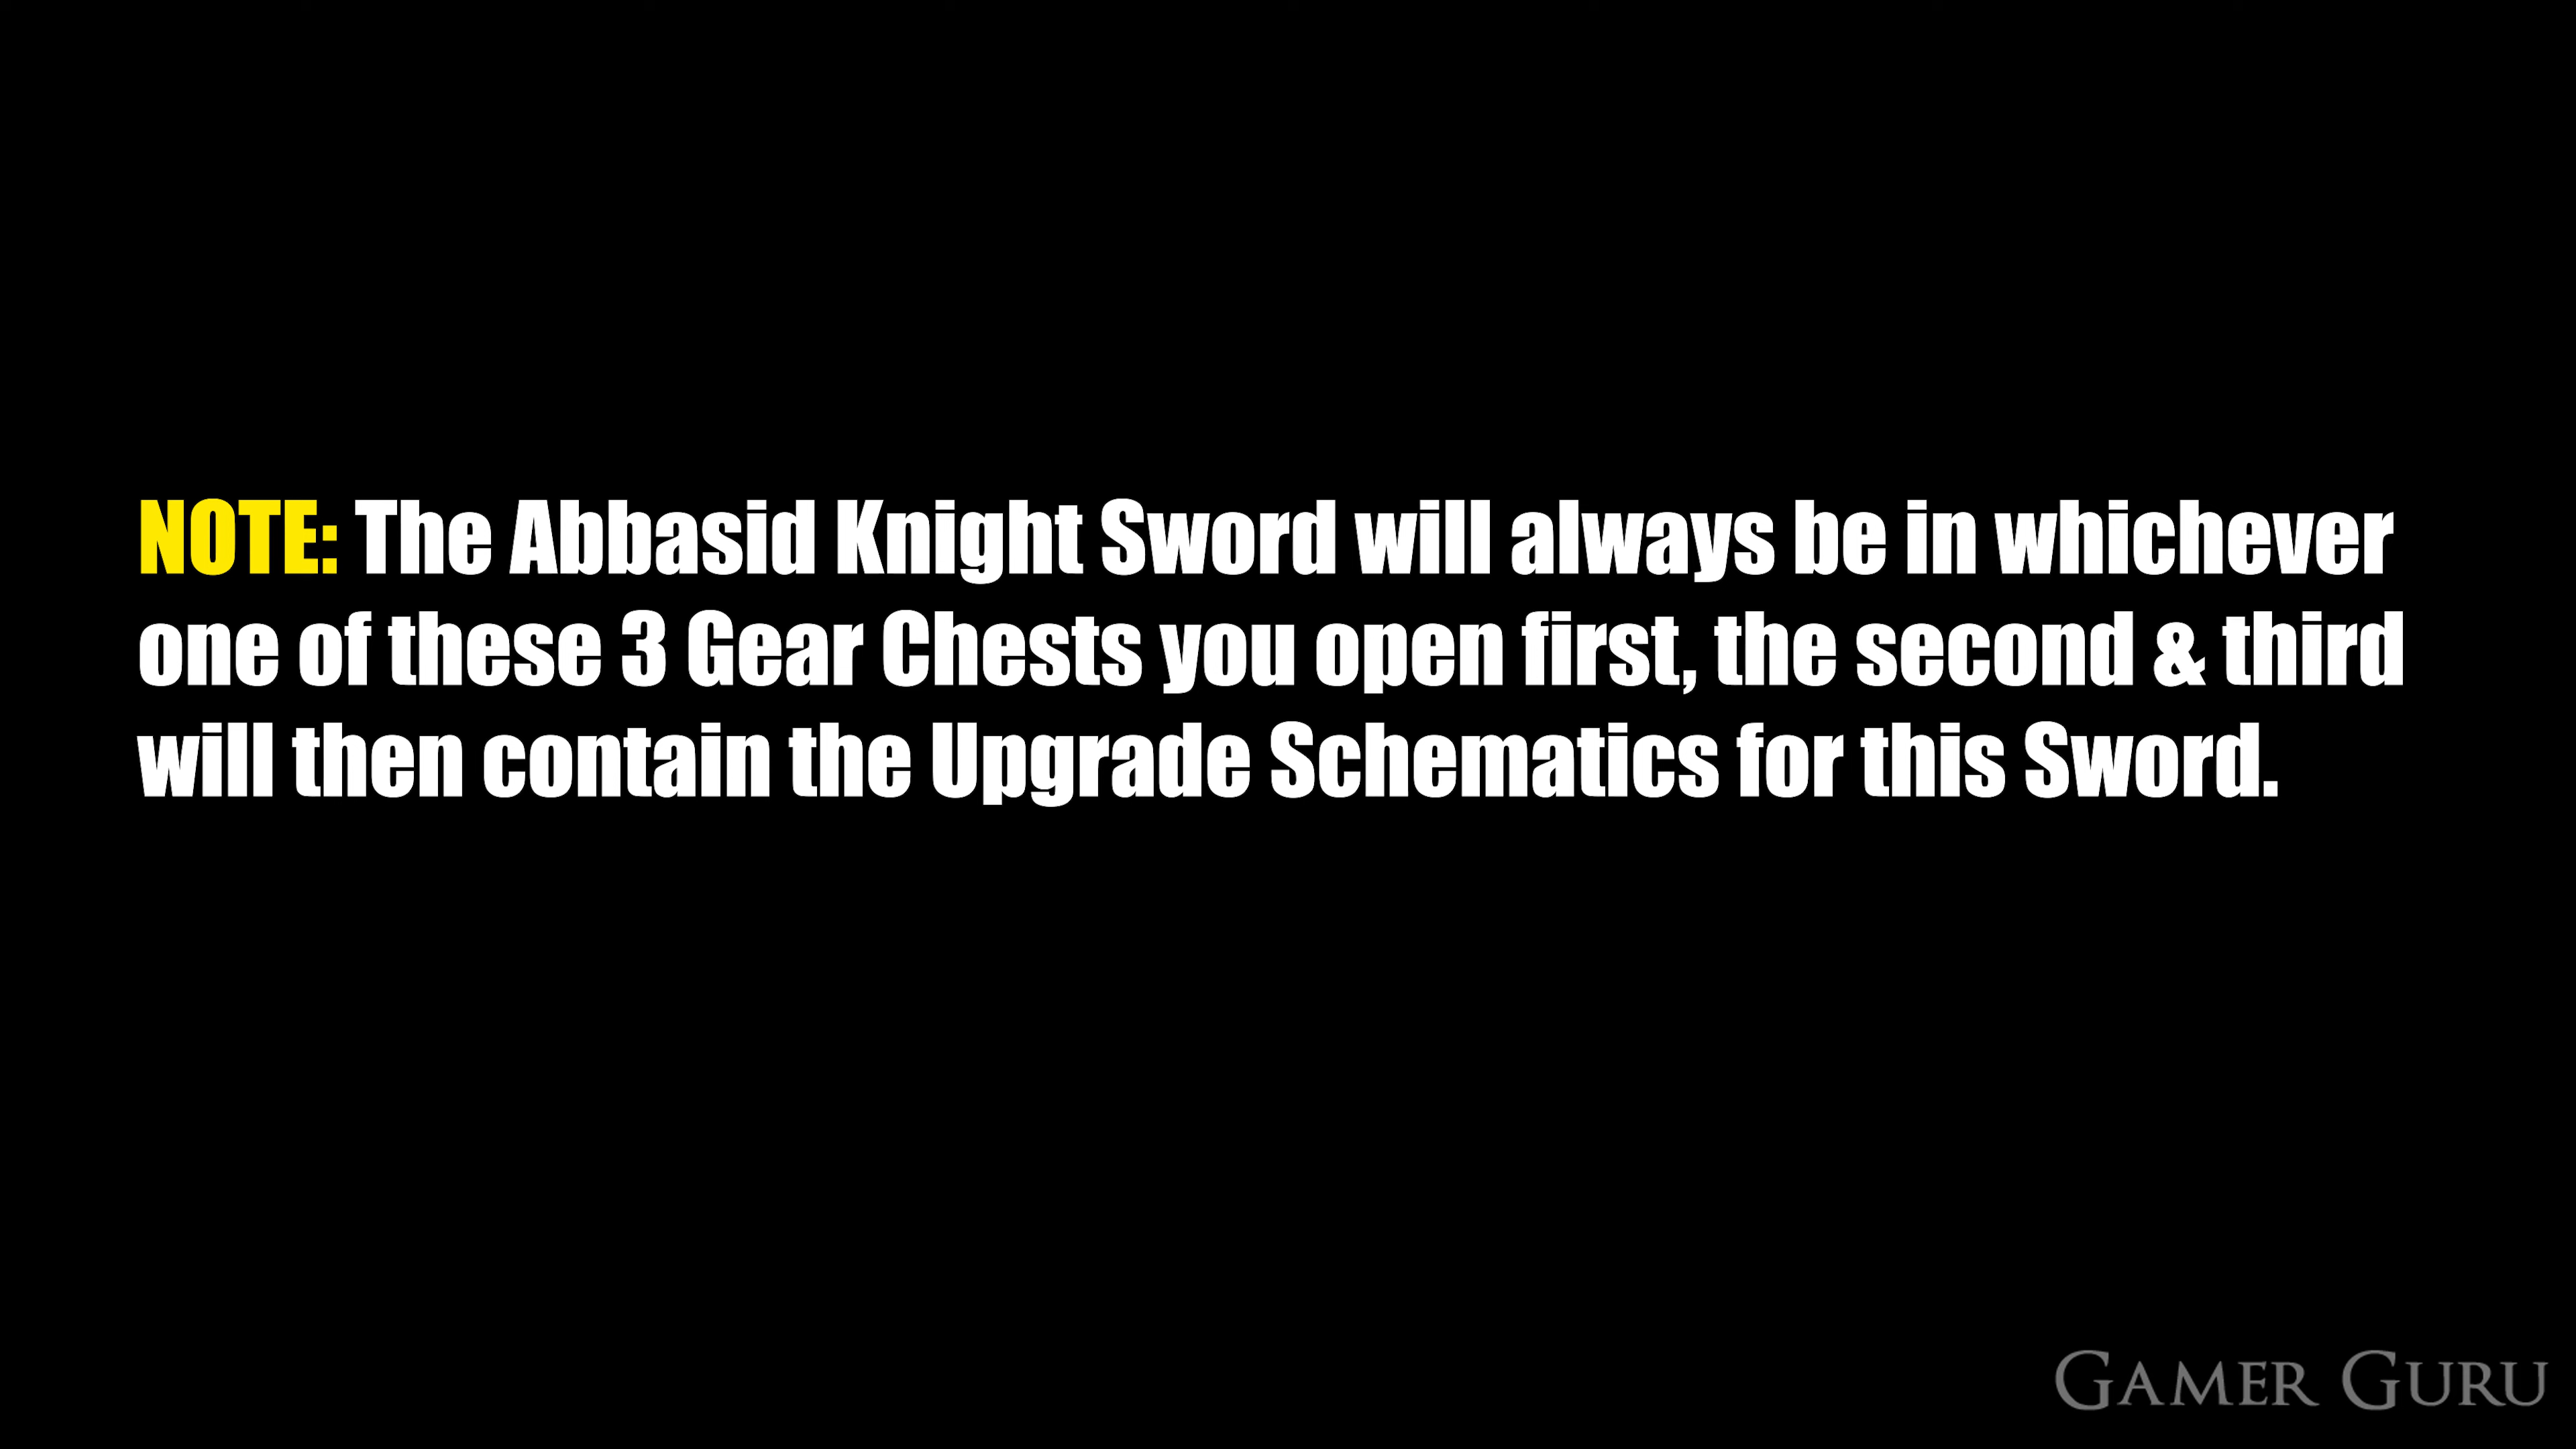 NOTE: The Abbasid Knight Sword will always be in whichever
one of these 3 Gear Chests you open first, the second & third
will then contain the Upgrade Schematics for this Sword.
GAMER GURU